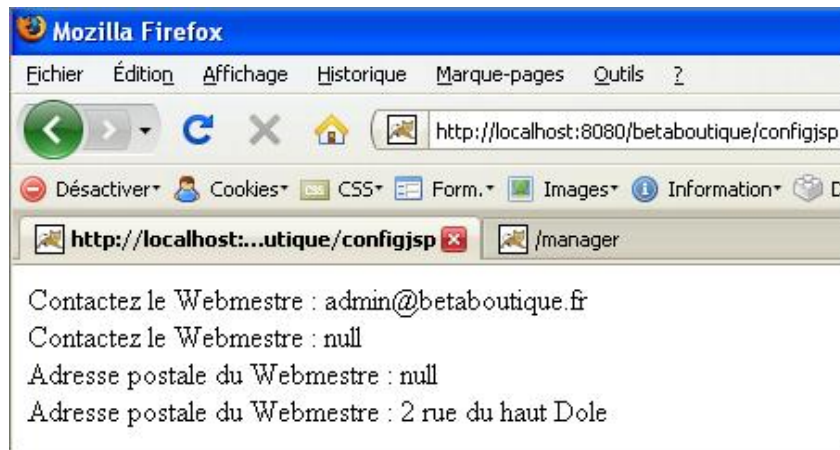 Mozilla Firefox
Fichier Édition Affichage Historique Marque-pages Outils ?
http://localhost:8080/betaboutique/configjsp
Désactiver Cookies CSS Form. Images Information D
http://localhost:...utique/configjsp /manager
Contactez le Webmestre : admin@betaboutique.fr
Contactez le Webmestre : null
Adresse postale du Webmestre : null
Adresse postale du Webmestre : 2 rue du haut Dole